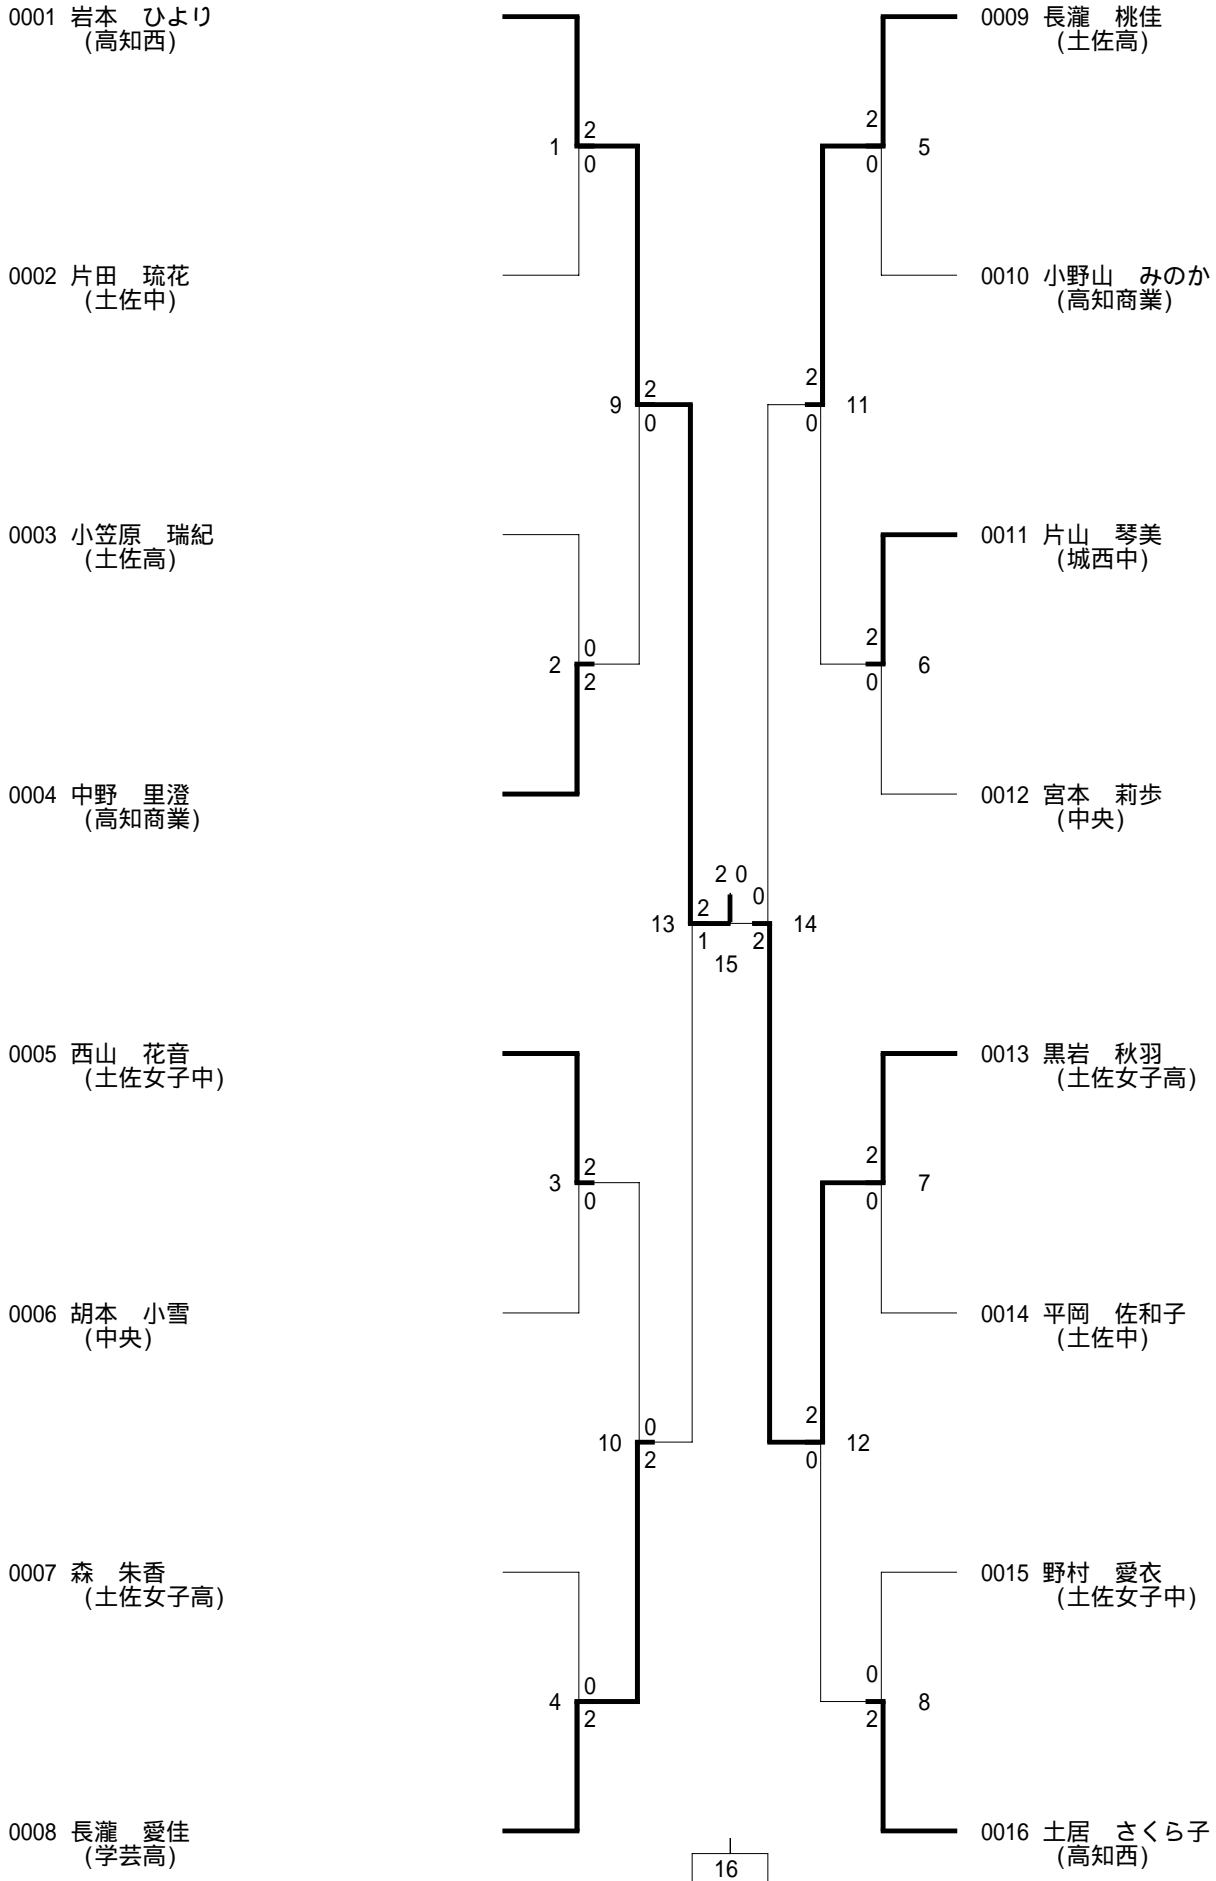 0001 岩本　ひより
(高知西)
0009 長瀧　桃佳
(土佐高)
2
1
0
2
5
0
0002 片田　琉花
(土佐中)
0010 小野山　みのか
(高知商業)
2
9
0
2
11
0
0003 小笠原　瑞紀
(土佐高)
0011 片山　琴美
(城西中)
0
2
2
2
6
0
0004 中野　里澄
(高知商業)
0012 宮本　莉歩
(中央)
2 0
13
2
1
15
0
2
14
0005 西山　花音
(土佐女子中)
0013 黒岩　秋羽
(土佐女子高)
2
3
0
2
7
0
0006 胡本　小雪
(中央)
0014 平岡　佐和子
(土佐中)
0
10
2
2
12
0
0007 森　朱香
(土佐女子高)
0015 野村　愛衣
(土佐女子中)
0
4
2
0
8
2
0008 長瀧　愛佳
(学芸高)
0016 土居　さくら子
(高知西)
16